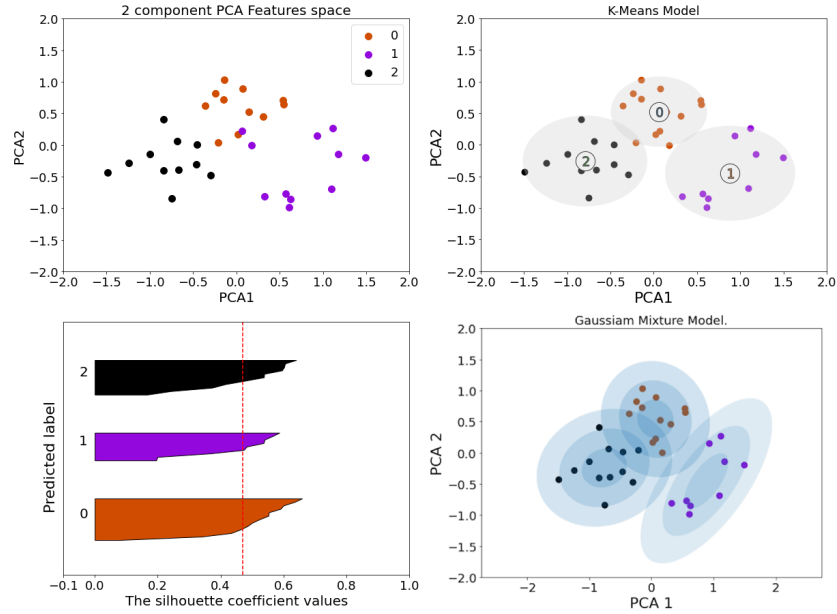 2 component PCA Features space
2.0
1.5
1.0
0.5
0.0
−0.5
−1.0
−1.5
−2.0
PCA2
0
1
2
−2.0 −1.5 −1.0 −0.5 0.0 0.5 1.0 1.5 2.0
PCA1
K-Means Model
2.0
1.5
1.0
0.5
0.0
−0.5
−1.0
−1.5
−2.0
PCA2
0
2
1
−2.0 −1.5 −1.0 −0.5 0.0 0.5 1.0 1.5 2.0
PCA1
Predicted label
2
1
0
−0.1 0.0 0.2 0.4 0.6 0.8 1.0
The silhouette coefficient values
Gaussiam Mixture Model.
2.0
1.5
1.0
0.5
0.0
−0.5
−1.0
−1.5
−2.0
PCA 2
−2 −1 0 1 2
PCA 1